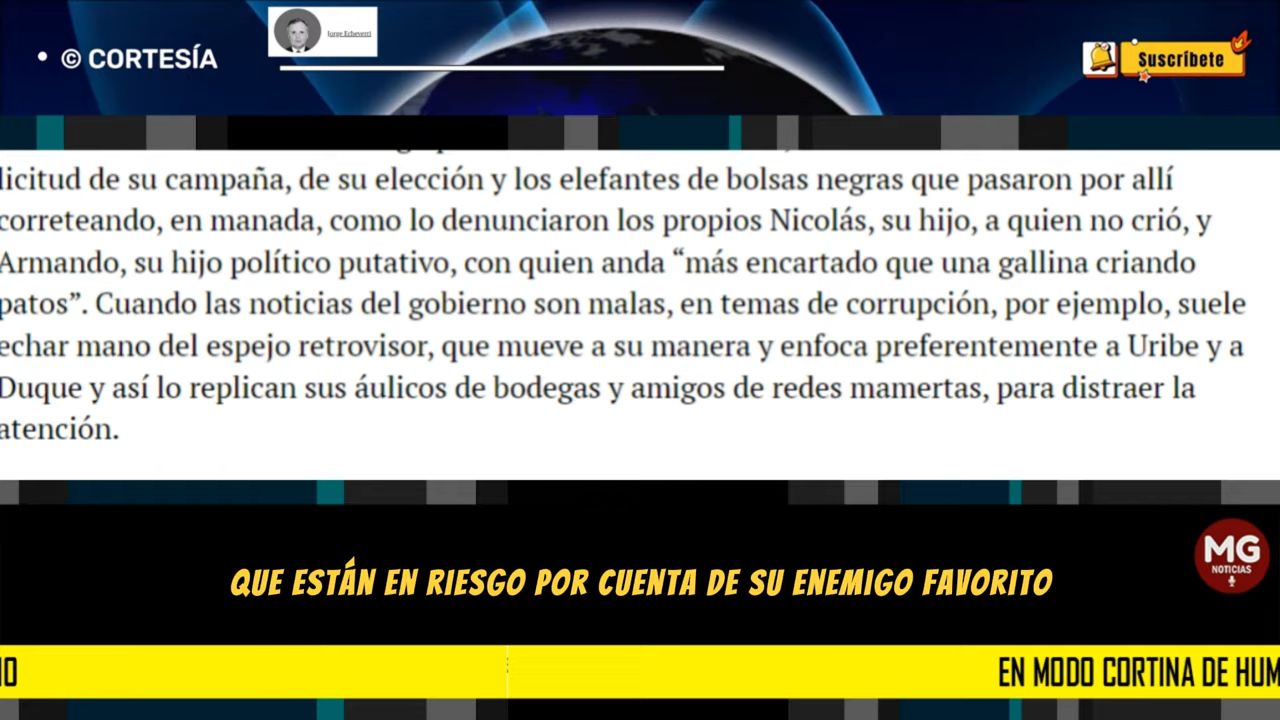 • © CORTESÍA
Jorge Echeverri
Suscríbete
licitud de su campaña, de su elección y los elefantes de bolsas negras que pasaron por allí
correteando, en manada, como lo denunciaron los propios Nicolás, su hijo, a quien no crió, y
Armando, su hijo político putativo, con quien anda “más encartado que una gallina criando
patos”. Cuando las noticias del gobierno son malas, en temas de corrupción, por ejemplo, suele
echar mano del espejo retrovisor, que mueve a su manera y enfoca preferentemente a Uribe y a
Duque y así lo replican sus áulicos de bodegas y amigos de redes mamertas, para distraer la
atención.
MG
NOTICIAS
QUE ESTÁN EN RIESGO POR CUENTA DE SU ENEMIGO FAVORITO
EN MODO CORTINA DE HUM